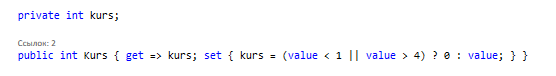 private int kurs;
Ссылок: 2
public int Kurs { get => kurs; set { kurs = (value < 1 || value > 4) ? 0 : value; } }